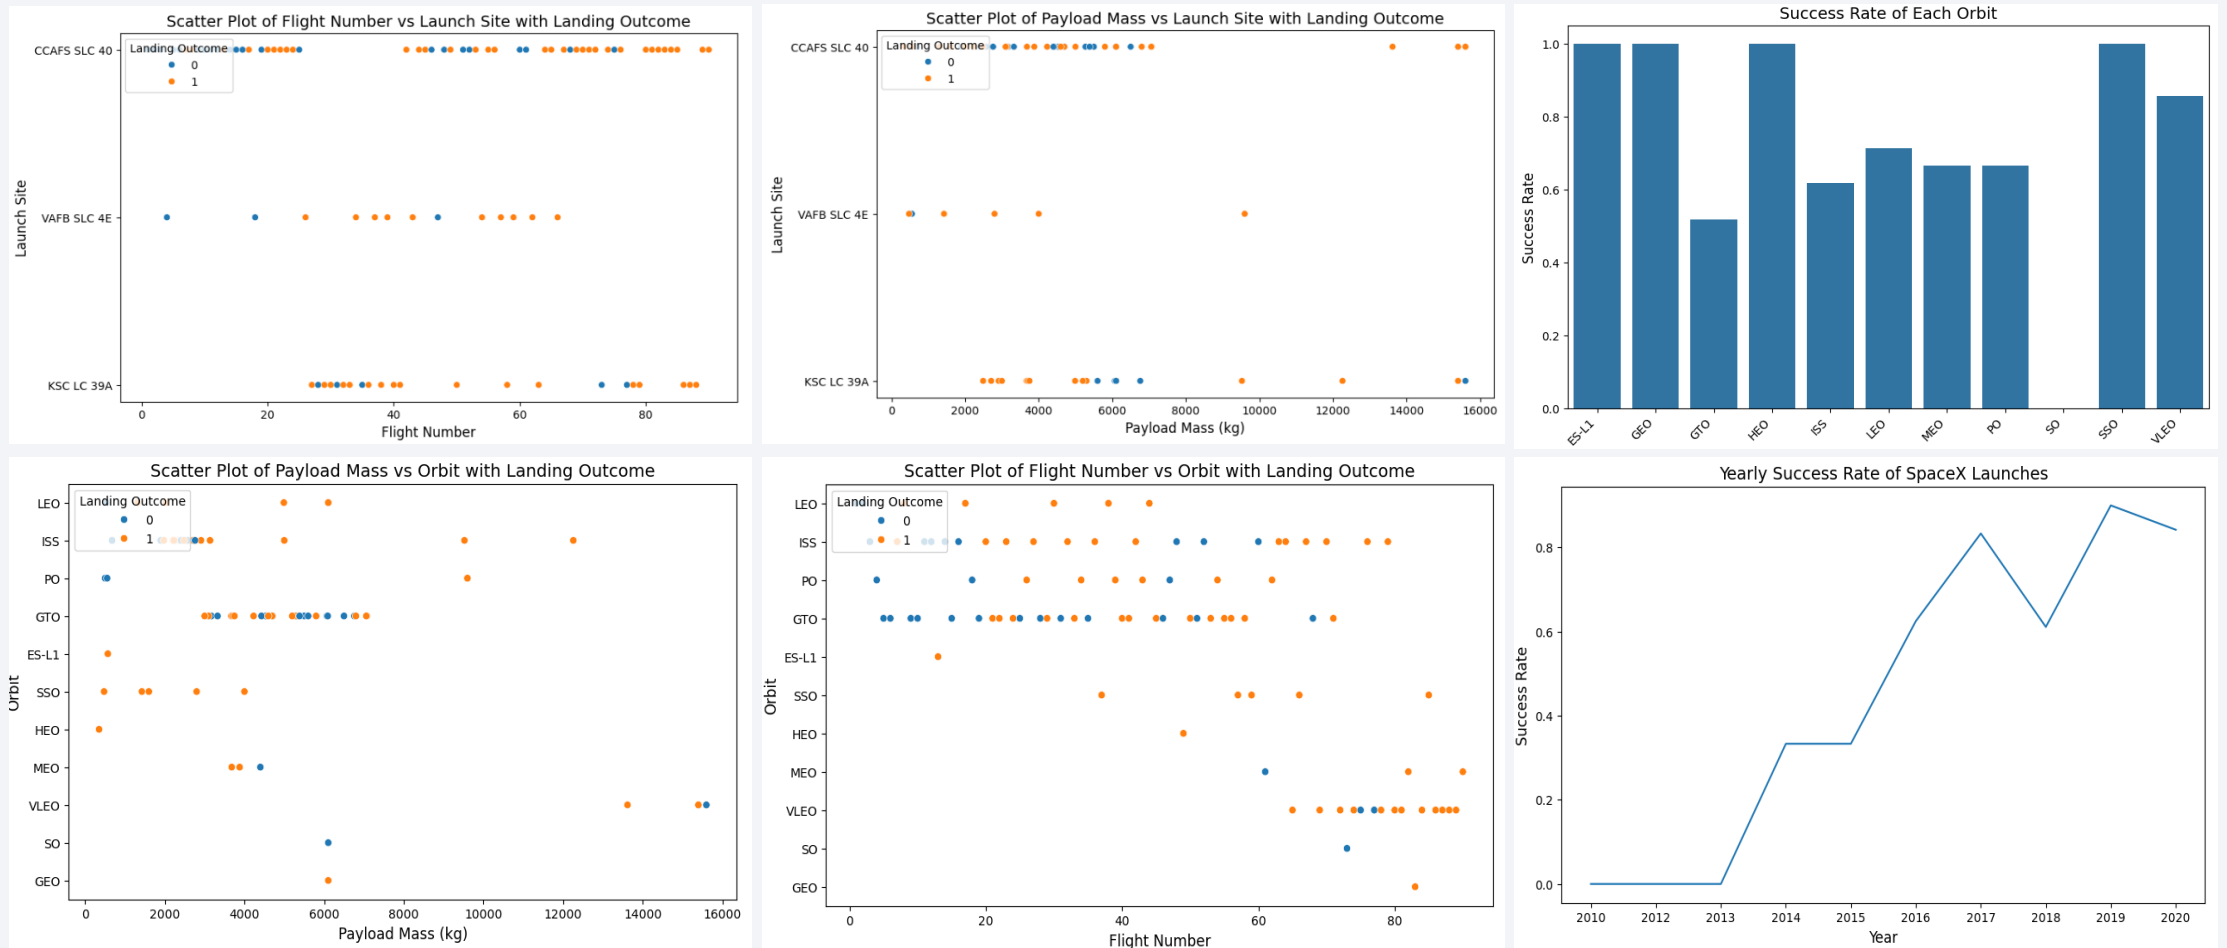 Scatter Plot of Flight Number vs Launch Site with Landing Outcome
Landing Outcome
0
1
CCAFS SLC 40
VAFB SLC 4E
KSC LC 39A
Launch Site
0 20 40 60 80
Flight Number
Scatter Plot of Payload Mass vs Launch Site with Landing Outcome
Landing Outcome
0
1
CCAFS SLC 40
VAFB SLC 4E
KSC LC 39A
Launch Site
0 2000 4000 6000 8000 10000 12000 14000 16000
Payload Mass (kg)
Success Rate of Each Orbit
1.0
0.8
0.6
0.4
0.2
0.0
Success Rate
ES-L1 GEO GTO HEO ISS LEO MEO PO SO SSO VLEO
Scatter Plot of Payload Mass vs Orbit with Landing Outcome
Landing Outcome
0
1
LEO
ISS
PO
GTO
ES-L1
SSO
HEO
MEO
VLEO
SO
GEO
Orbit
0 2000 4000 6000 8000 10000 12000 14000 16000
Payload Mass (kg)
Scatter Plot of Flight Number vs Orbit with Landing Outcome
Landing Outcome
0
1
LEO
ISS
PO
GTO
ES-L1
SSO
HEO
MEO
VLEO
SO
GEO
Orbit
0 20 40 60 80
Flight Number
Yearly Success Rate of SpaceX Launches
0.8
0.6
0.4
0.2
0.0
Success Rate
2010 2012 2013 2014 2015 2016 2017 2018 2019 2020
Year